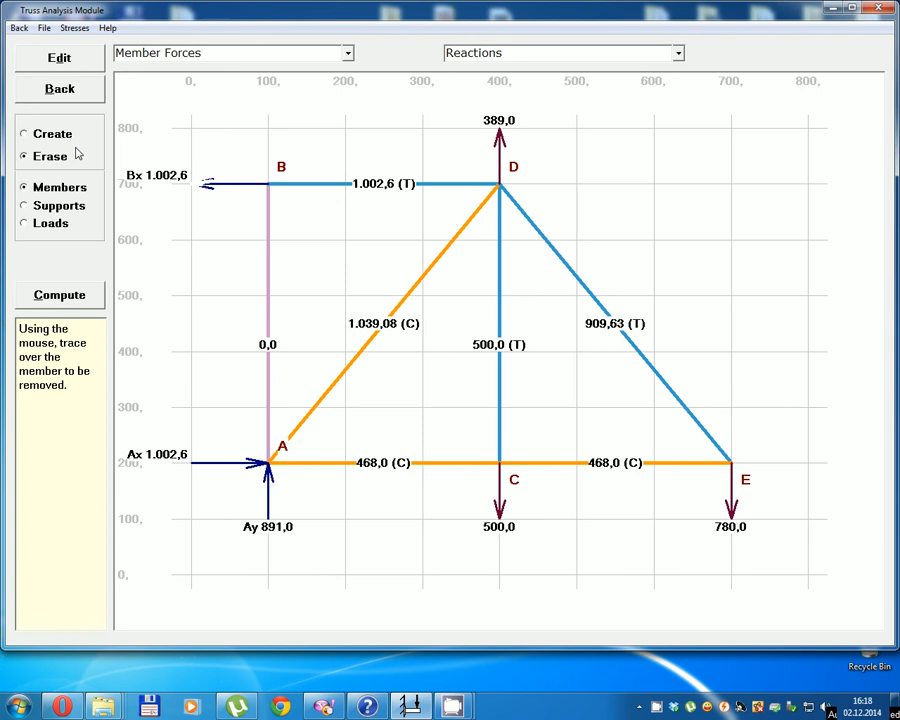 Truss Analysis Module
Back File Stresses Help
Edit
Member Forces
Reactions
Back
0, 100, 200, 300, 400, 500, 600, 700, 800,
Create
Erase
Members
Supports
Loads
Compute
Using the
mouse, trace
over the
member to be
removed.
800,
389,0
B
D
Bx 1.002,6
700,
1.002,6 (T)
600,
500,
1.039,08 (C)
909,63 (T)
0,0
500,0 (T)
400,
300,
A
Ax 1.002,6
200,
468,0 (C)
468,0 (C)
C
E
100,
Ay 891,0
500,0
780,0
0,
Recycle Bin
16:18
02.12.2014